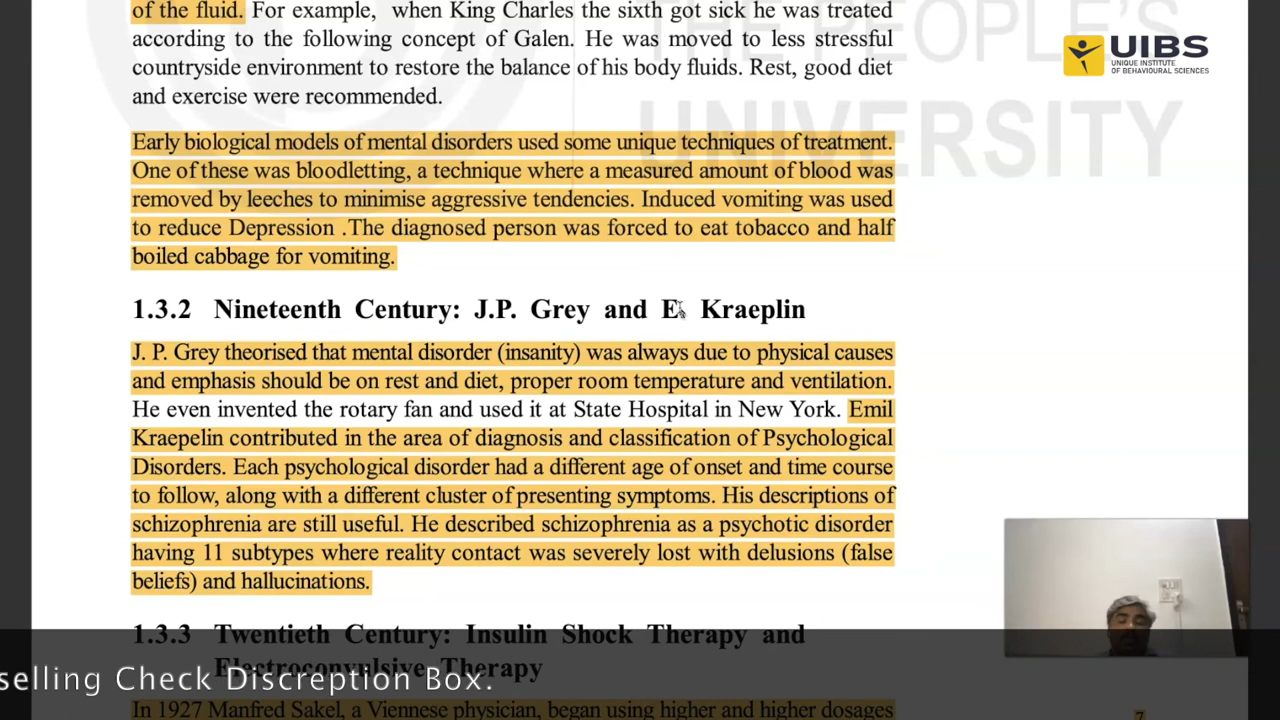 of the fluid. For example, when King Charles the sixth got sick he was treated
according to the following concept of Galen. He was moved to less stressful
countryside environment to restore the balance of his body fluids. Rest, good diet
and exercise were recommended.
THE PEOPLE'S
UNIVERSITY
UIBS
UNIQUE INSTITUTE
OF BEHAVIOURAL SCIENCES
Early biological models of mental disorders used some unique techniques of treatment.
One of these was bloodletting, a technique where a measured amount of blood was
removed by leeches to minimise aggressive tendencies. Induced vomiting was used
to reduce Depression .The diagnosed person was forced to eat tobacco and half
boiled cabbage for vomiting.
1.3.2 Nineteenth Century: J.P. Grey and E. Kraeplin
J. P. Grey theorised that mental disorder (insanity) was always due to physical causes
and emphasis should be on rest and diet, proper room temperature and ventilation.
He even invented the rotary fan and used it at State Hospital in New York. Emil
Kraepelin contributed in the area of diagnosis and classification of Psychological
Disorders. Each psychological disorder had a different age of onset and time course
to follow, along with a different cluster of presenting symptoms. His descriptions of
schizophrenia are still useful. He described schizophrenia as a psychotic disorder
having 11 subtypes where reality contact was severely lost with delusions (false
beliefs) and hallucinations.
1.3.3 Twentieth Century: Insulin Shock Therapy and
Electroconvulsive Therapy
selling Check Discreption Box.
In 1927 Manfred Sakel, a Viennese physician, began using higher and higher dosages
7